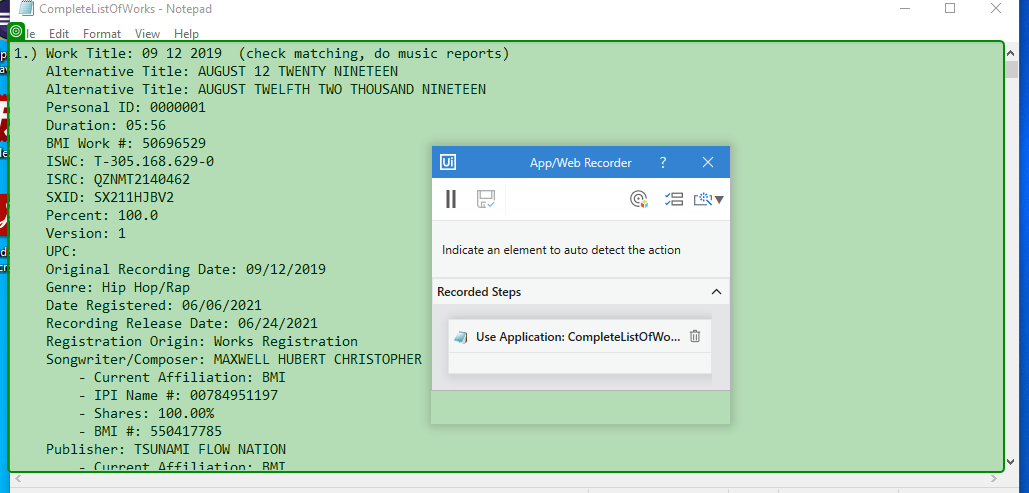 CompleteListOfWorks - Notepad
le Edit Format View Help
1.) Work Title: 09 12 2019 (check matching, do music reports)
Alternative Title: AUGUST 12 TWENTY NINETEEN
Alternative Title: AUGUST TWELFTH TWO THOUSAND NINETEEN
Personal ID: 0000001
Duration: 05:56
BMI Work #: 50696529
ISWC: T-305.168.629-0
ISRC: QZNMT2140462
SXID: SX211HJBV2
Percent: 100.0
Version: 1
UPC:
Original Recording Date: 09/12/2019
Genre: Hip Hop/Rap
Date Registered: 06/06/2021
Recording Release Date: 06/24/2021
Registration Origin: Works Registration
Songwriter/Composer: MAXWELL HUBERT CHRISTOPHER
- Current Affiliation: BMI
- IPI Name #: 00784951197
- Shares: 100.00%
- BMI #: 550417785
Publisher: TSUNAMI FLOW NATION
- Current Affiliation: BMI
Ui App/Web Recorder ?
Indicate an element to auto detect the action
Recorded Steps
Use Application: CompleteListOfWo...